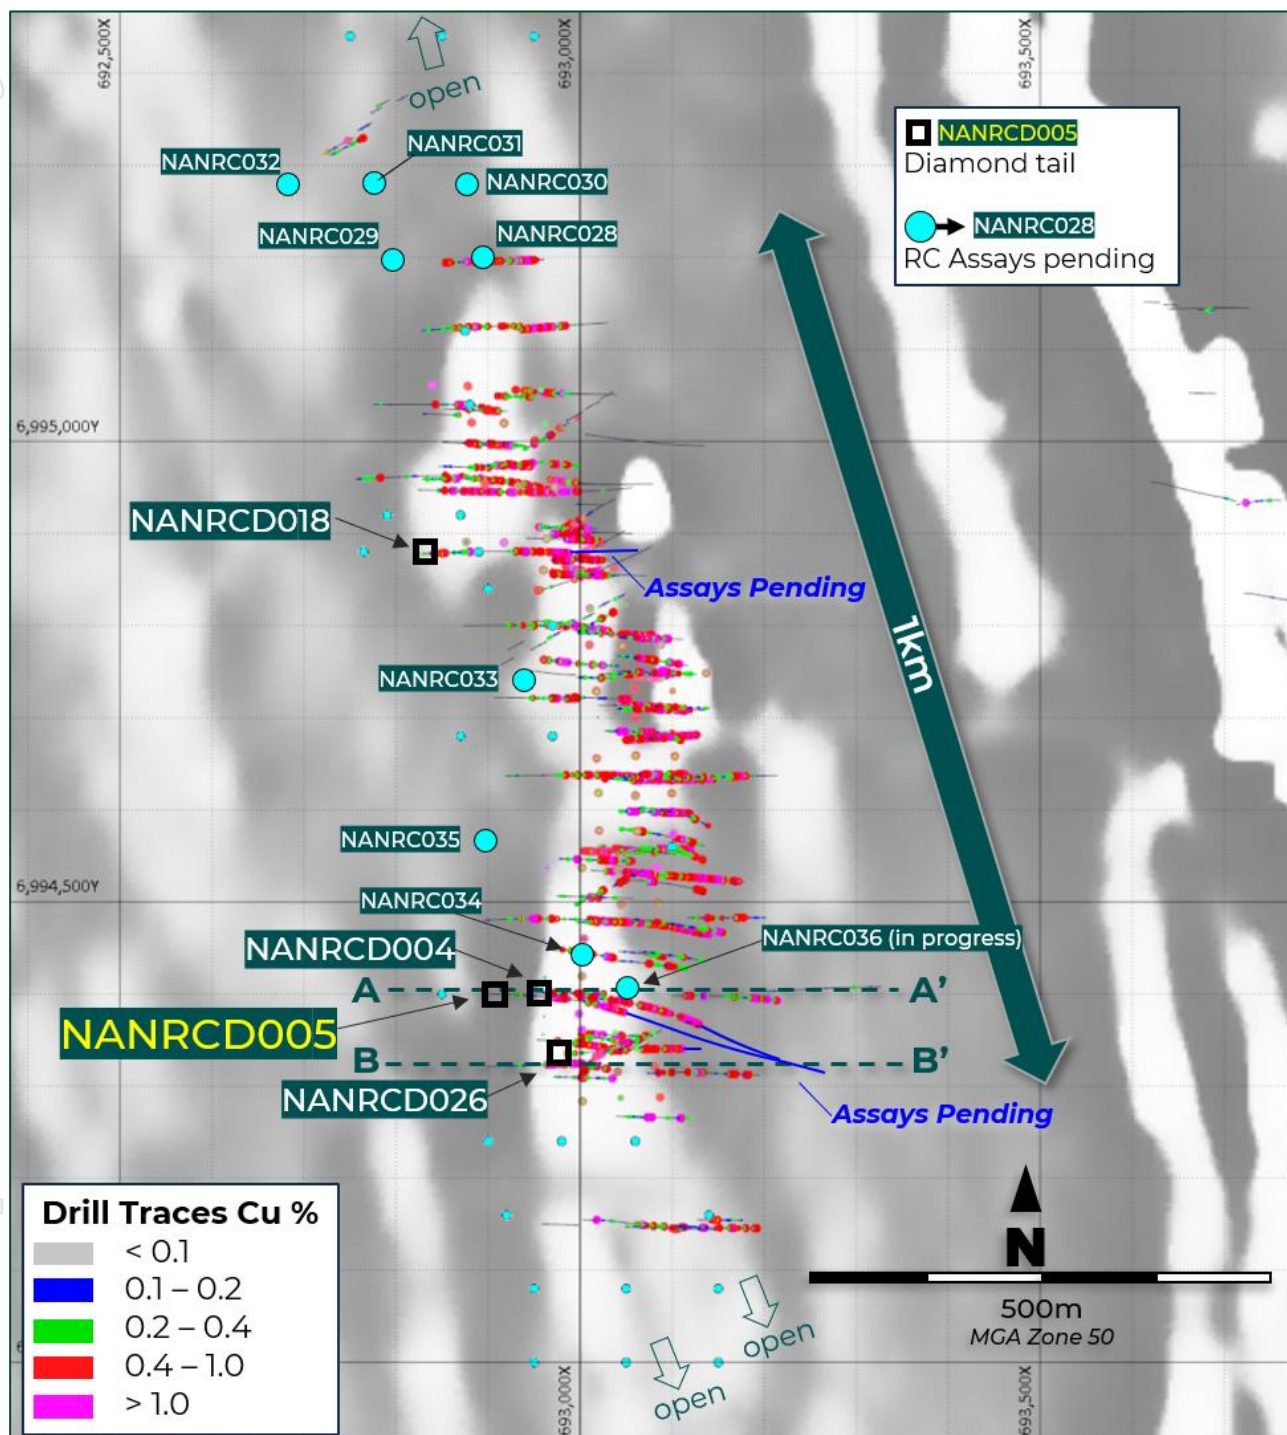 692,500X
693,000X
693,500X
open
NANRCD005
Diamond tail
NANRC028
RC Assays pending
NANRC032
NANRC031
NANRC030
NANRC029
NANRC028
6,995,000Y
NANRCD018
Assays Pending
1km
NANRC033
NANRC035
6,994,500Y
NANRC034
NANRC036 (in progress)
NANRCD004
A
A’
NANRCD005
B
B’
NANRCD026
Assays Pending
N
Drill Traces Cu %
< 0.1
0.1 – 0.2
0.2 – 0.4
0.4 – 1.0
> 1.0
500m
MGA Zone 50
open
open
693,000X
693,500X